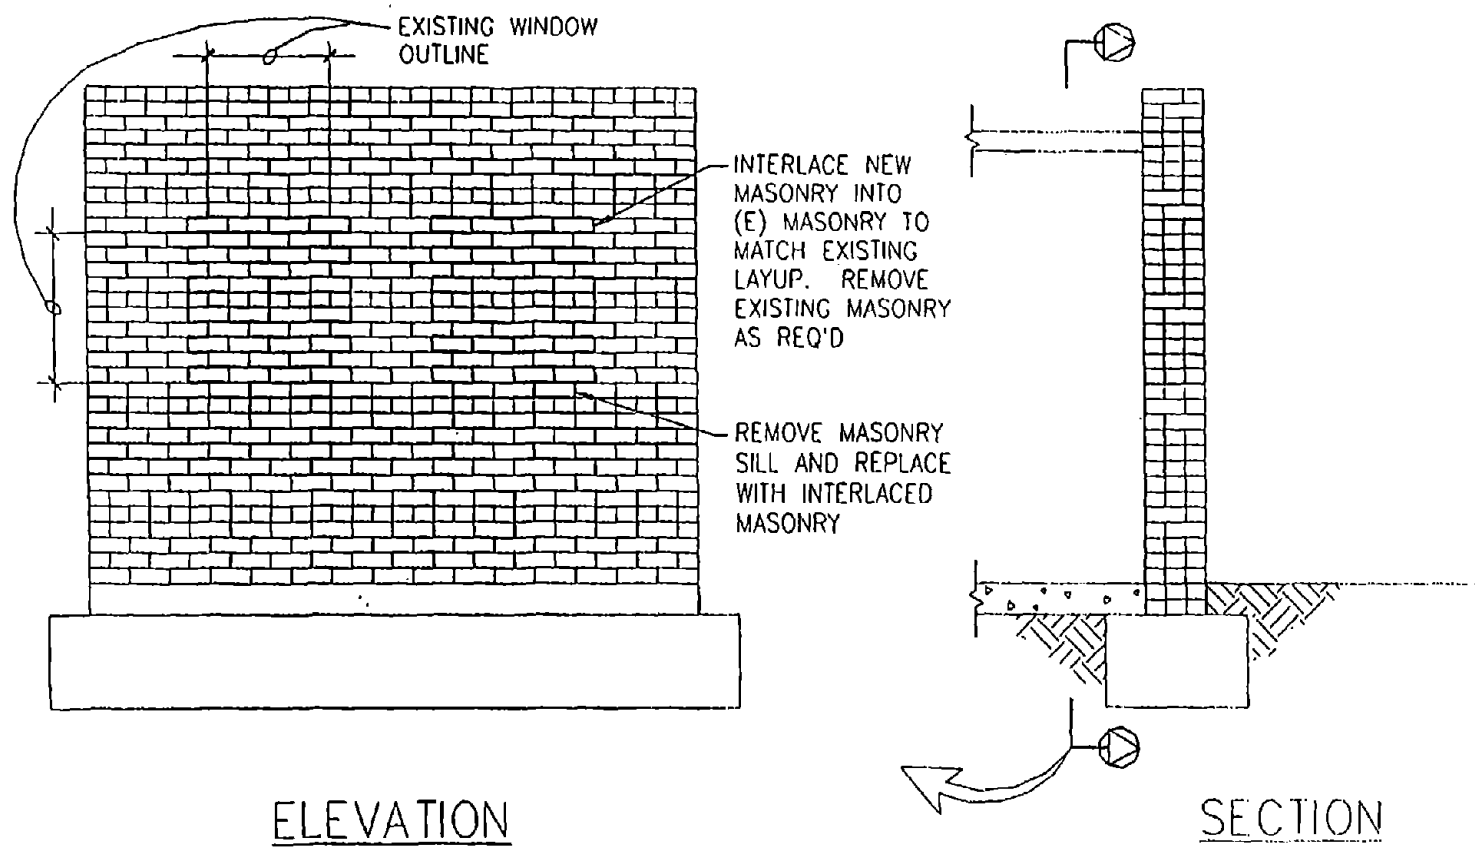 EXISTING WINDOW
OUTLINE
INTERLACE NEW
MASONRY INTO
(E) MASONRY TO
MATCH EXISTING
LAYUP. REMOVE
EXISTING MASONRY
AS REQ'D
REMOVE MASONRY
SILL AND REPLACE
WITH INTERLACED
MASONRY
ELEVATION
SECTION